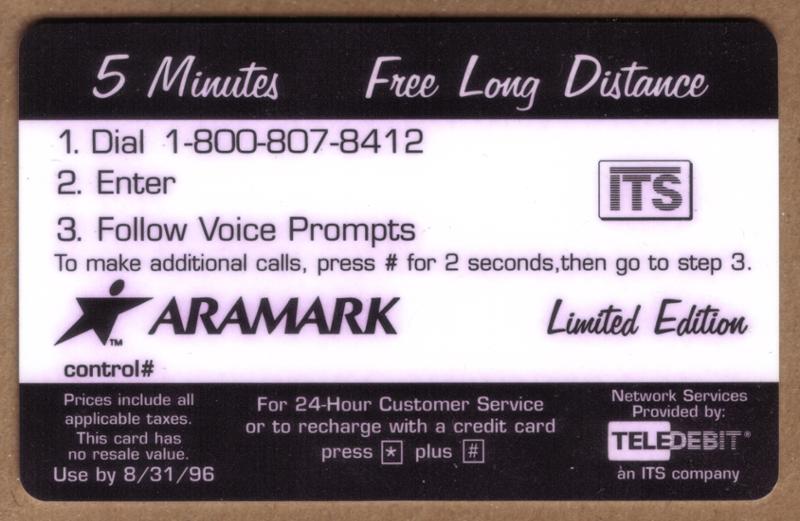 5 Minutes Free Long Distance
1. Dial 1-800-807-8412
2. Enter
ITS
3. Follow Voice Prompts
To make additional calls, press # for 2 seconds,then go to step 3.
ARAMARK
TM
Limited Edition
control#
Prices include all
applicable taxes.
This card has
no resale value.
Use by 8/31/96
For 24-Hour Customer Service
or to recharge with a credit card
press * plus #
Network Services
Provided by:
TELEDEBIT®
an ITS company